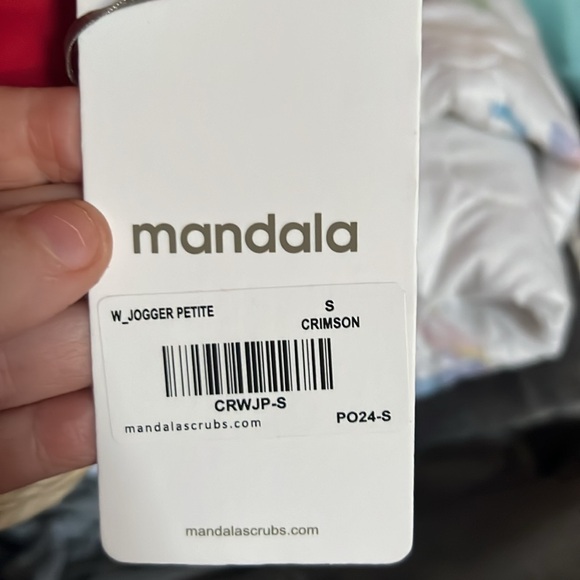 mandala
W_JOGGER PETITE
S
CRIMSON
CRWJP-S
mandalascrubs.com
PO24-S
mandalascrubs.com